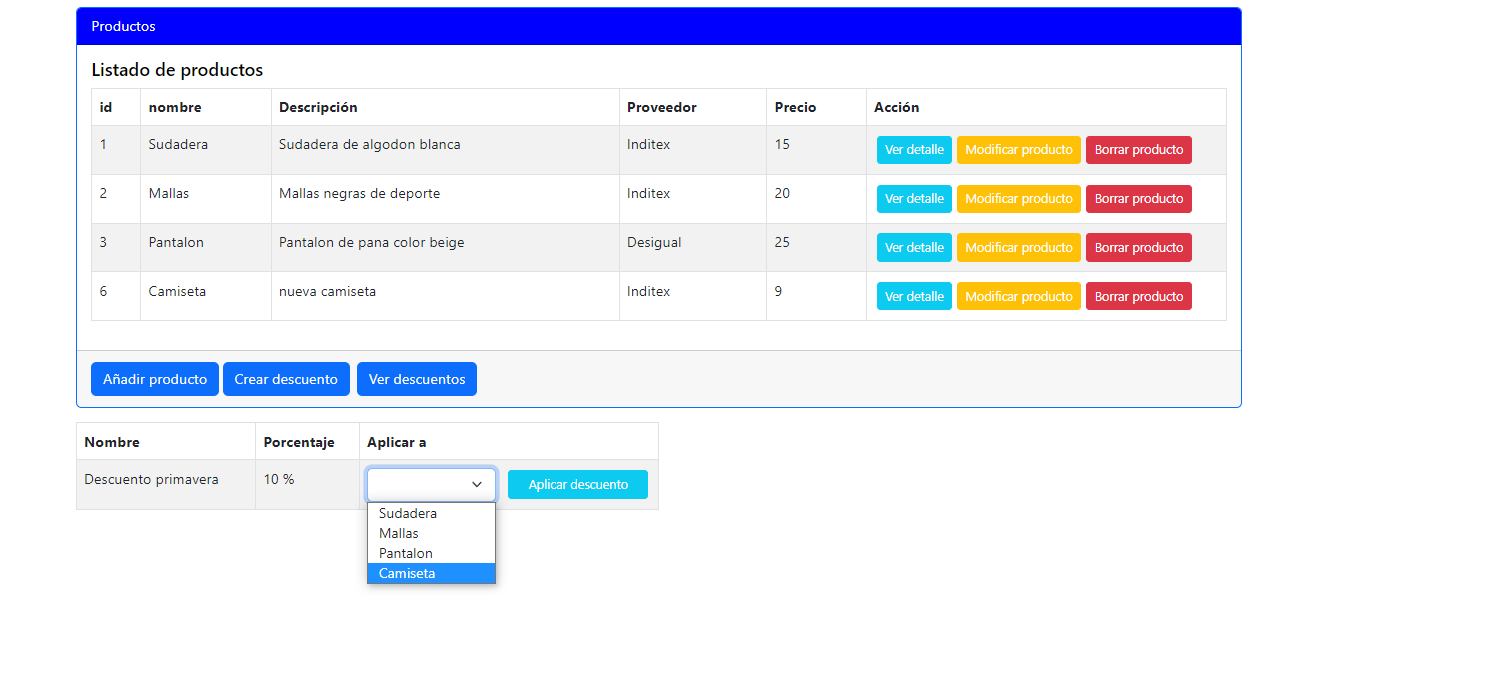 Productos
Listado de productos
id nombre Descripción Proveedor Precio Acción
1 Sudadera Sudadera de algodon blanca Inditex 15 Ver detalle Modificar producto Borrar producto
2 Mallas Mallas negras de deporte Inditex 20 Ver detalle Modificar producto Borrar producto
3 Pantalon Pantalon de pana color beige Desigual 25 Ver detalle Modificar producto Borrar producto
6 Camiseta nueva camiseta Inditex 9 Ver detalle Modificar producto Borrar producto
Añadir producto Crear descuento Ver descuentos
Nombre Porcentaje Aplicar a
Descuento primavera 10 % Aplicar descuento
Sudadera
Mallas
Pantalon
Camiseta